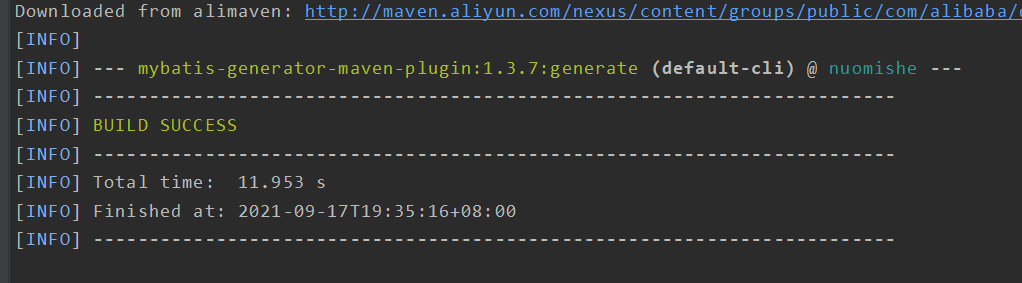 Downloaded from alimaven: http://maven.aliyun.com/nexus/content/groups/public/com/alibaba/
[INFO]
[INFO] --- mybatis-generator-maven-plugin:1.3.7:generate (default-cli) @ nuomishe ---
[INFO] ------------------------------------------------------------------------
[INFO] BUILD SUCCESS
[INFO] ------------------------------------------------------------------------
[INFO] Total time:  11.953 s
[INFO] Finished at: 2021-09-17T19:35:16+08:00
[INFO] ------------------------------------------------------------------------